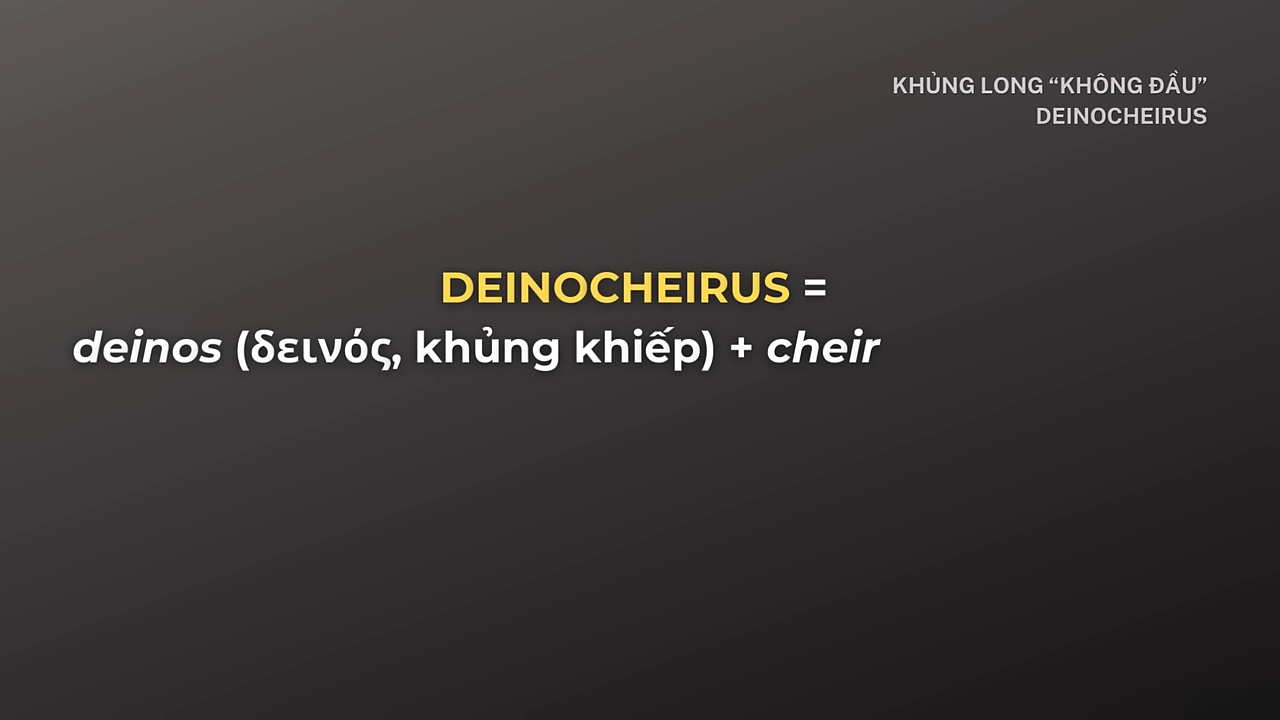 KHỦNG LONG “KHÔNG ĐẦU”
DEINOCHEIRUS
DEINOCHEIRUS =
deinos (δεινός, khủng khiếp) + cheir